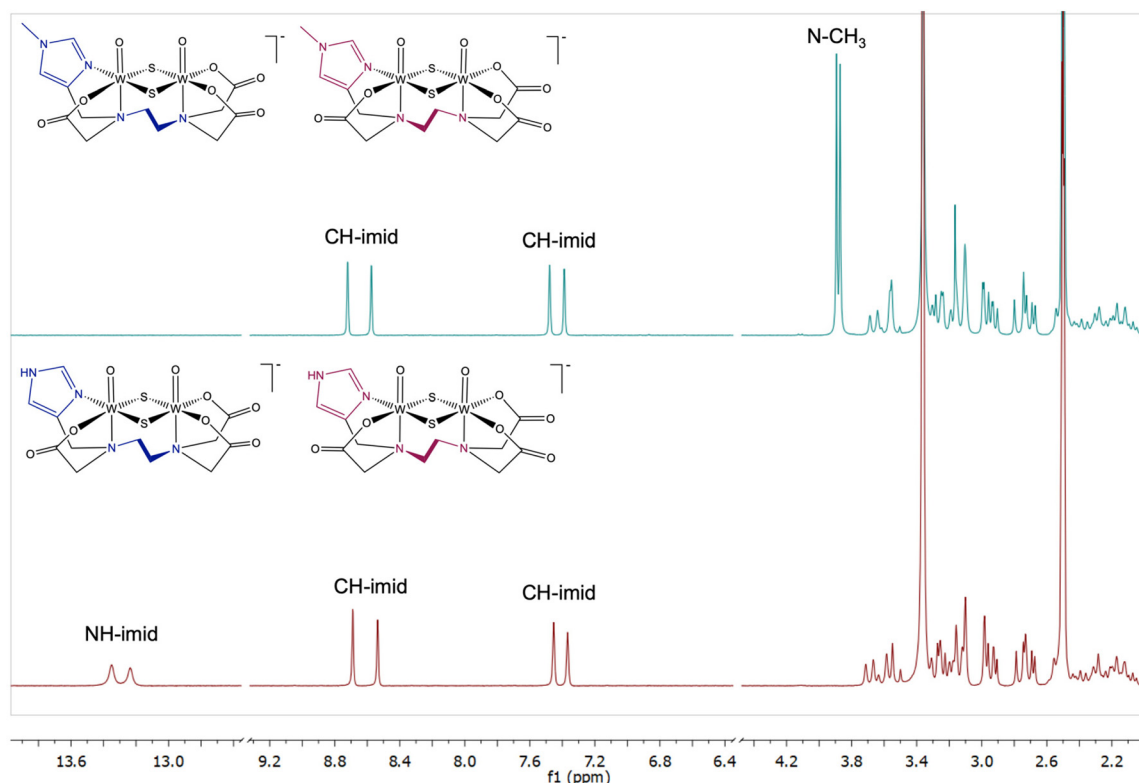 N-CH₃
N
N
O
O
]⁻
W
S
S
W
O
O
O
O
O
O
N
N
N
N
O
O
]⁻
W
S
S
W
O
O
O
O
O
O
N
N
CH-imid
CH-imid
HN
N
O
O
]⁻
W
S
S
W
O
O
O
O
O
O
N
N
HN
N
O
O
]⁻
W
S
S
W
O
O
O
O
O
O
N
N
CH-imid
CH-imid
NH-imid
13.6 13.0 9.2 8.8 8.4 8.0 7.6 7.2 6.8 6.4 4.2 3.8 3.4 3.0 2.6 2.2
f1 (ppm)